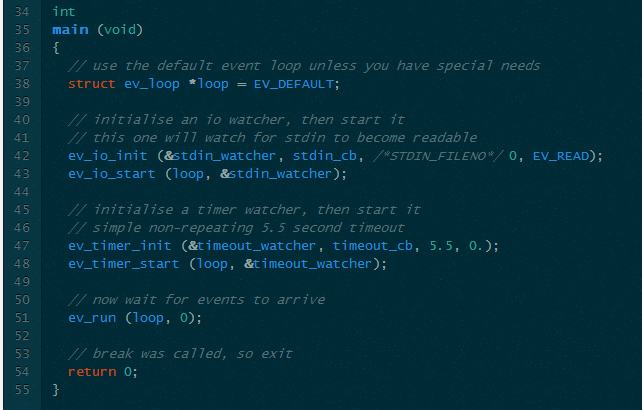 34 int
35 main (void)
36 {
37   // use the default event loop unless you have special needs
38   struct ev_loop *loop = EV_DEFAULT;
39
40   // initialise an io watcher, then start it
41   // this one will watch for stdin to become readable
42   ev_io_init (&stdin_watcher, stdin_cb, /*STDIN_FILENO*/ 0, EV_READ);
43   ev_io_start (loop, &stdin_watcher);
44
45   // initialise a timer watcher, then start it
46   // simple non-repeating 5.5 second timeout
47   ev_timer_init (&timeout_watcher, timeout_cb, 5.5, 0.);
48   ev_timer_start (loop, &timeout_watcher);
49
50   // now wait for events to arrive
51   ev_run (loop, 0);
52
53   // break was called, so exit
54   return 0;
55 }